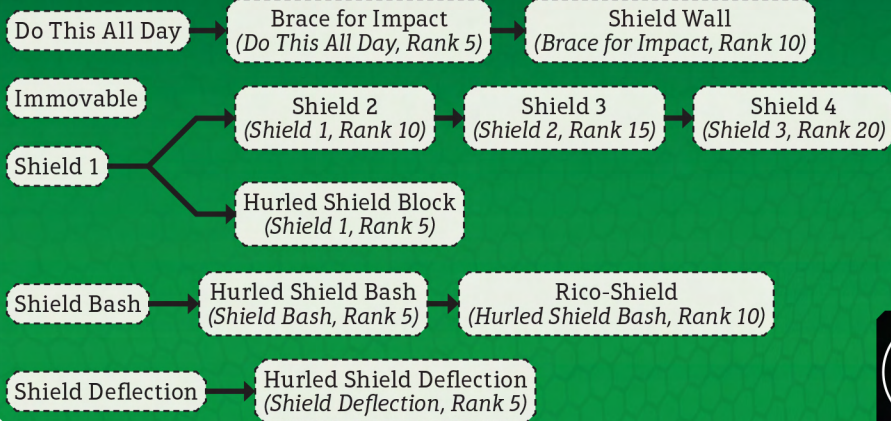 Do This All Day
Brace for Impact
(Do This All Day, Rank 5)
Shield Wall
(Brace for Impact, Rank 10)
Immovable
Shield 1
Shield 2
(Shield 1, Rank 10)
Shield 3
(Shield 2, Rank 15)
Shield 4
(Shield 3, Rank 20)
Hurled Shield Block
(Shield 1, Rank 5)
Shield Bash
Hurled Shield Bash
(Shield Bash, Rank 5)
Rico-Shield
(Hurled Shield Bash, Rank 10)
Shield Deflection
Hurled Shield Deflection
(Shield Deflection, Rank 5)